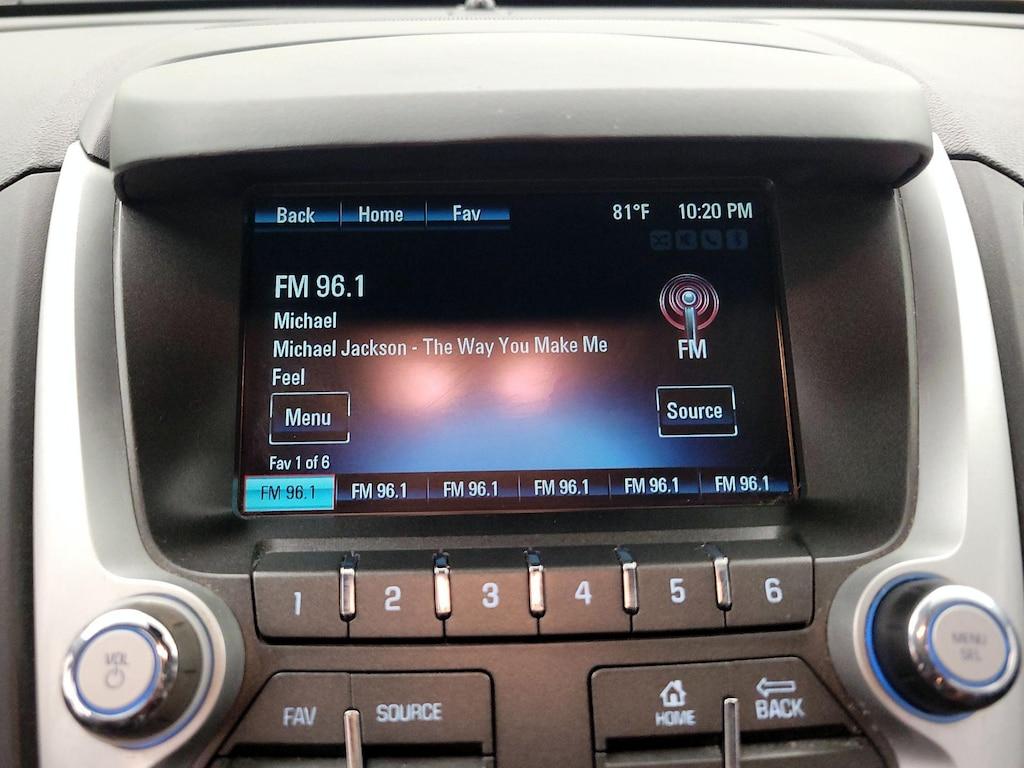 Back Home Fav 81°F 10:20 PM
FM 96.1
Michael
Michael Jackson - The Way You Make Me
Feel
FM
Menu
Source
Fav 1 of 6
FM 96.1 FM 96.1 FM 96.1 FM 96.1 FM 96.1 FM 96.1
1 2 3 4 5 6
VOL
MENU
SEL
FAV SOURCE HOME BACK